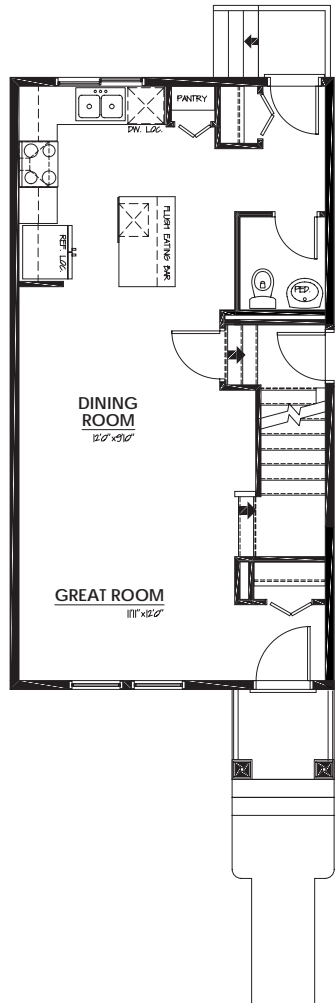 PANTRY
DW. LOC.
FLUSH EATING BAR
REF. LOC.
PED.
DINING
ROOM
12'0" x 9'10"
GREAT ROOM
11'11" x 12'0"